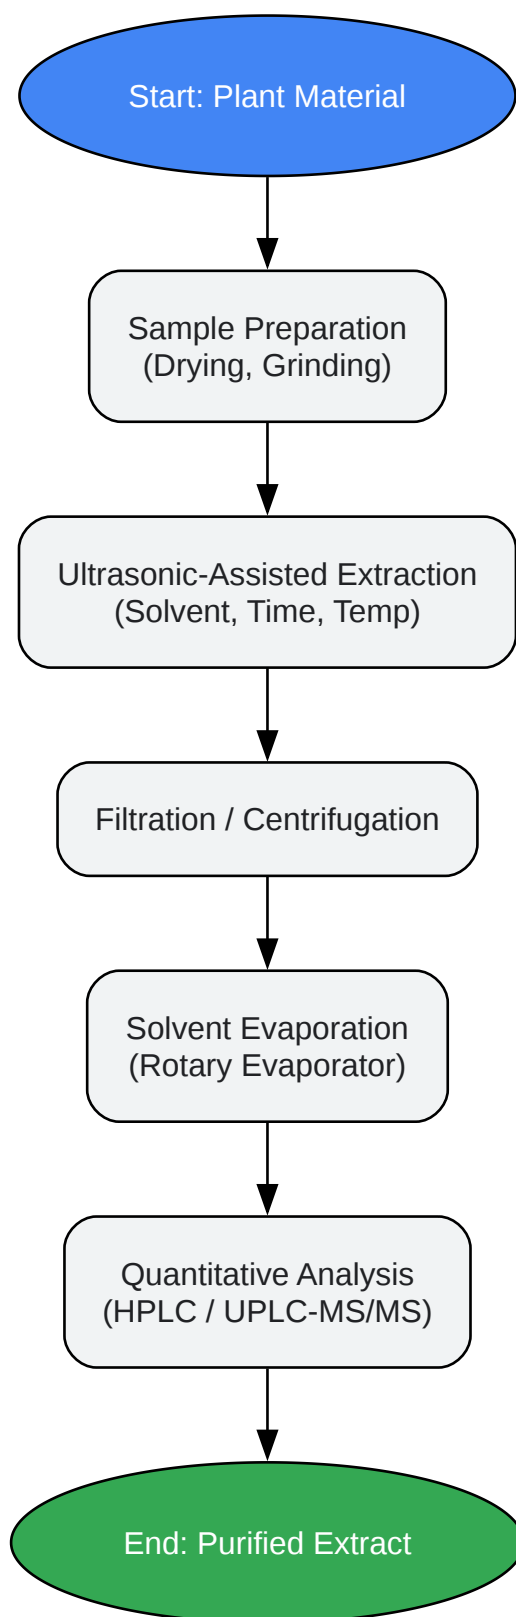 Start: Plant Material
Sample Preparation
(Drying, Grinding)
Ultrasonic-Assisted Extraction
(Solvent, Time, Temp)
Filtration / Centrifugation
Solvent Evaporation
(Rotary Evaporator)
Quantitative Analysis
(HPLC / UPLC-MS/MS)
End: Purified Extract